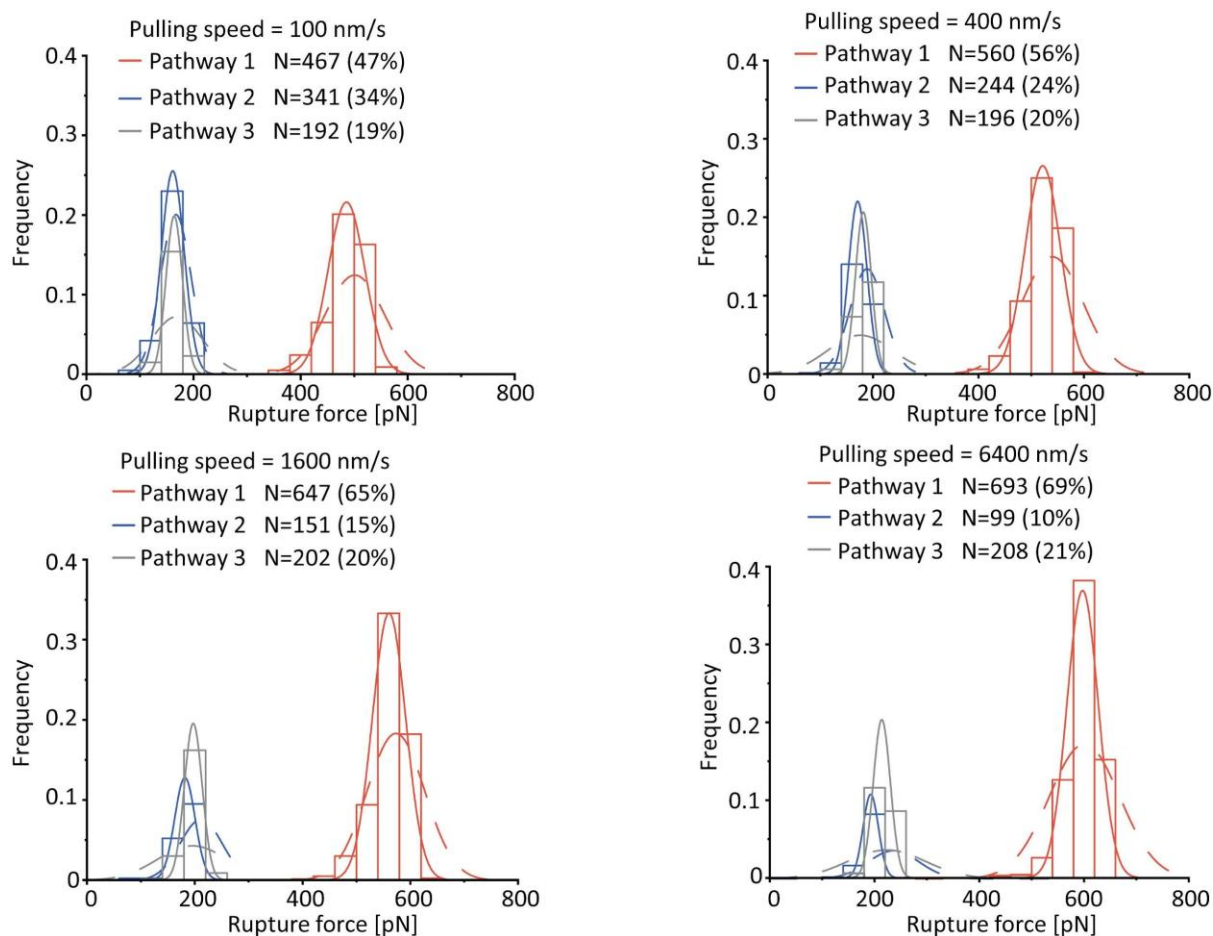 Pulling speed = 100 nm/s
Pathway 1 N=467 (47%)
Pathway 2 N=341 (34%)
Pathway 3 N=192 (19%)
Frequency
0.4
0.3
0.2
0.1
0
0 200 400 600 800
Rupture force [pN]
Pulling speed = 400 nm/s
Pathway 1 N=560 (56%)
Pathway 2 N=244 (24%)
Pathway 3 N=196 (20%)
Frequency
0.4
0.3
0.2
0.1
0
0 200 400 600 800
Rupture force [pN]
Pulling speed = 1600 nm/s
Pathway 1 N=647 (65%)
Pathway 2 N=151 (15%)
Pathway 3 N=202 (20%)
Frequency
0.4
0.3
0.2
0.1
0
0 200 400 600 800
Rupture force [pN]
Pulling speed = 6400 nm/s
Pathway 1 N=693 (69%)
Pathway 2 N=99 (10%)
Pathway 3 N=208 (21%)
Frequency
0.4
0.3
0.2
0.1
0
0 200 400 600 800
Rupture force [pN]